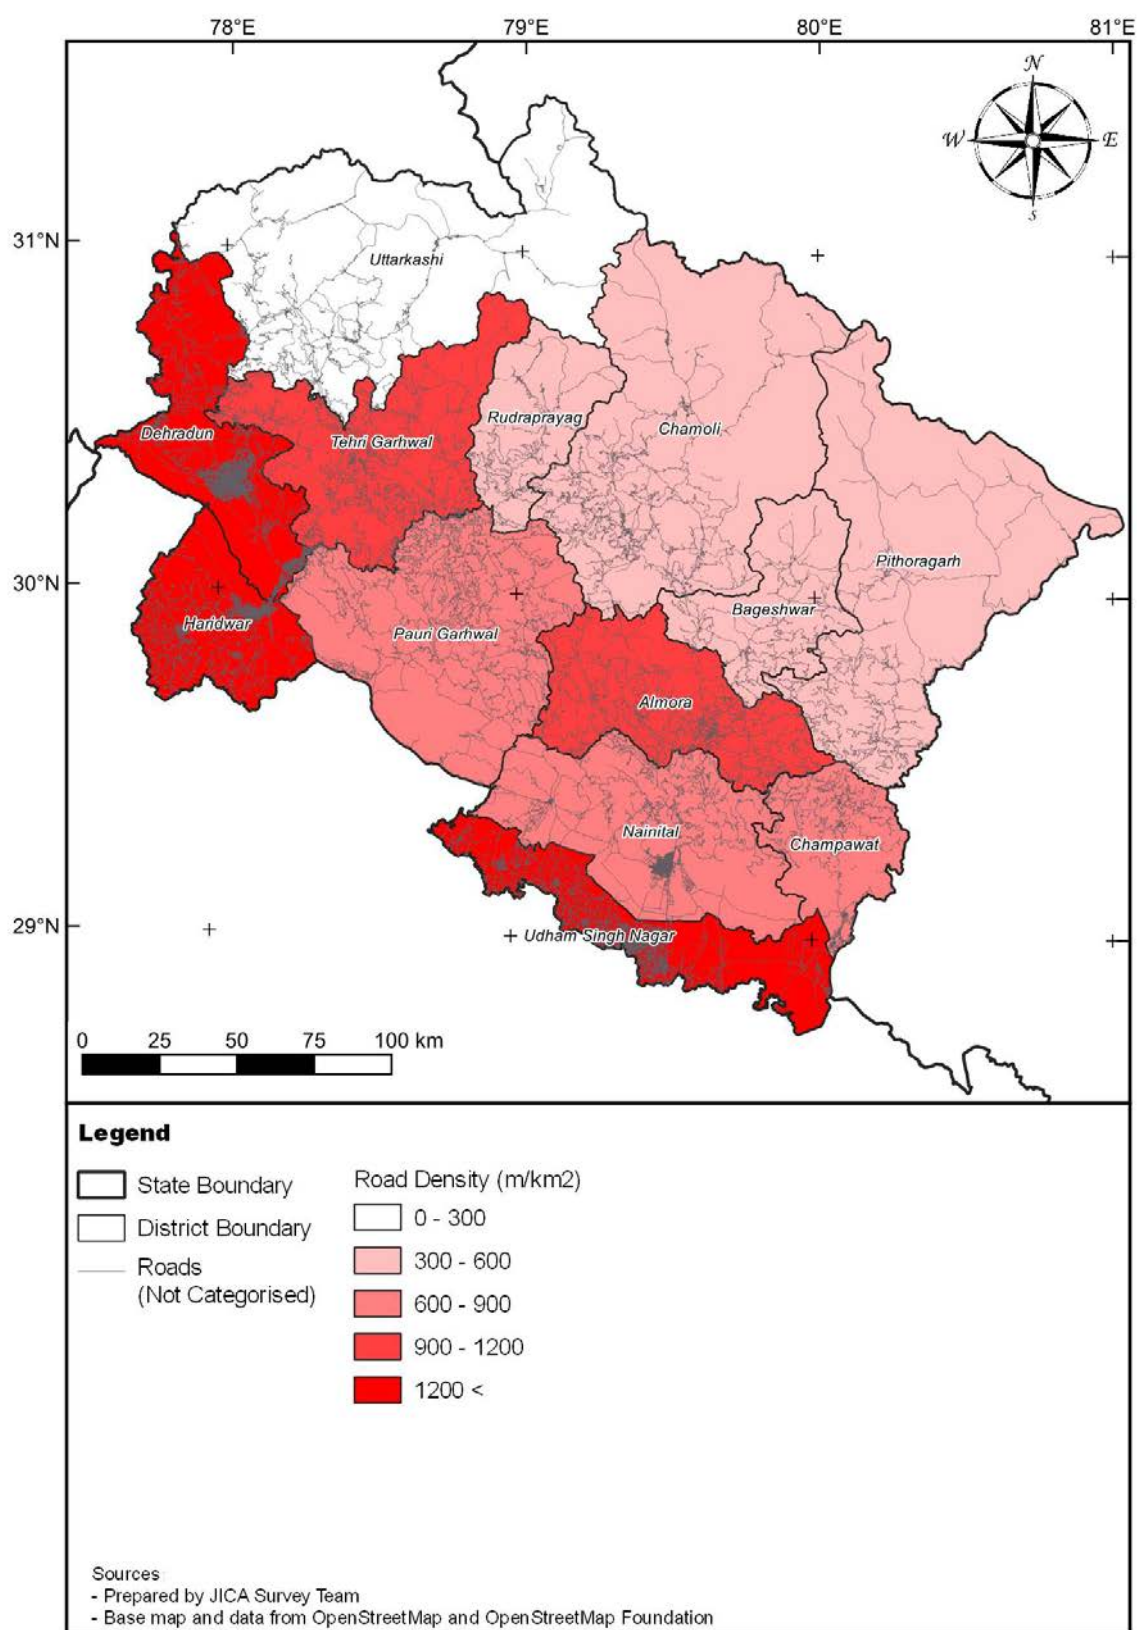 78°E 79°E 80°E 81°E
N
W E
S
31°N
Uttarkashi
Rudraprayag
Chamoli
Dehradun
Tehri Garhwal
30°N
Pithoragarh
Bageshwar
Haridwar
Pauri Garhwal
Almora
Nainital
Champawat
29°N
Udham Singh Nagar
0 25 50 75 100 km
Legend
State Boundary
District Boundary
Roads
(Not Categorised)
Road Density (m/km2)
0 - 300
300 - 600
600 - 900
900 - 1200
1200 <
Sources
- Prepared by JICA Survey Team
- Base map and data from OpenStreetMap and OpenStreetMap Foundation